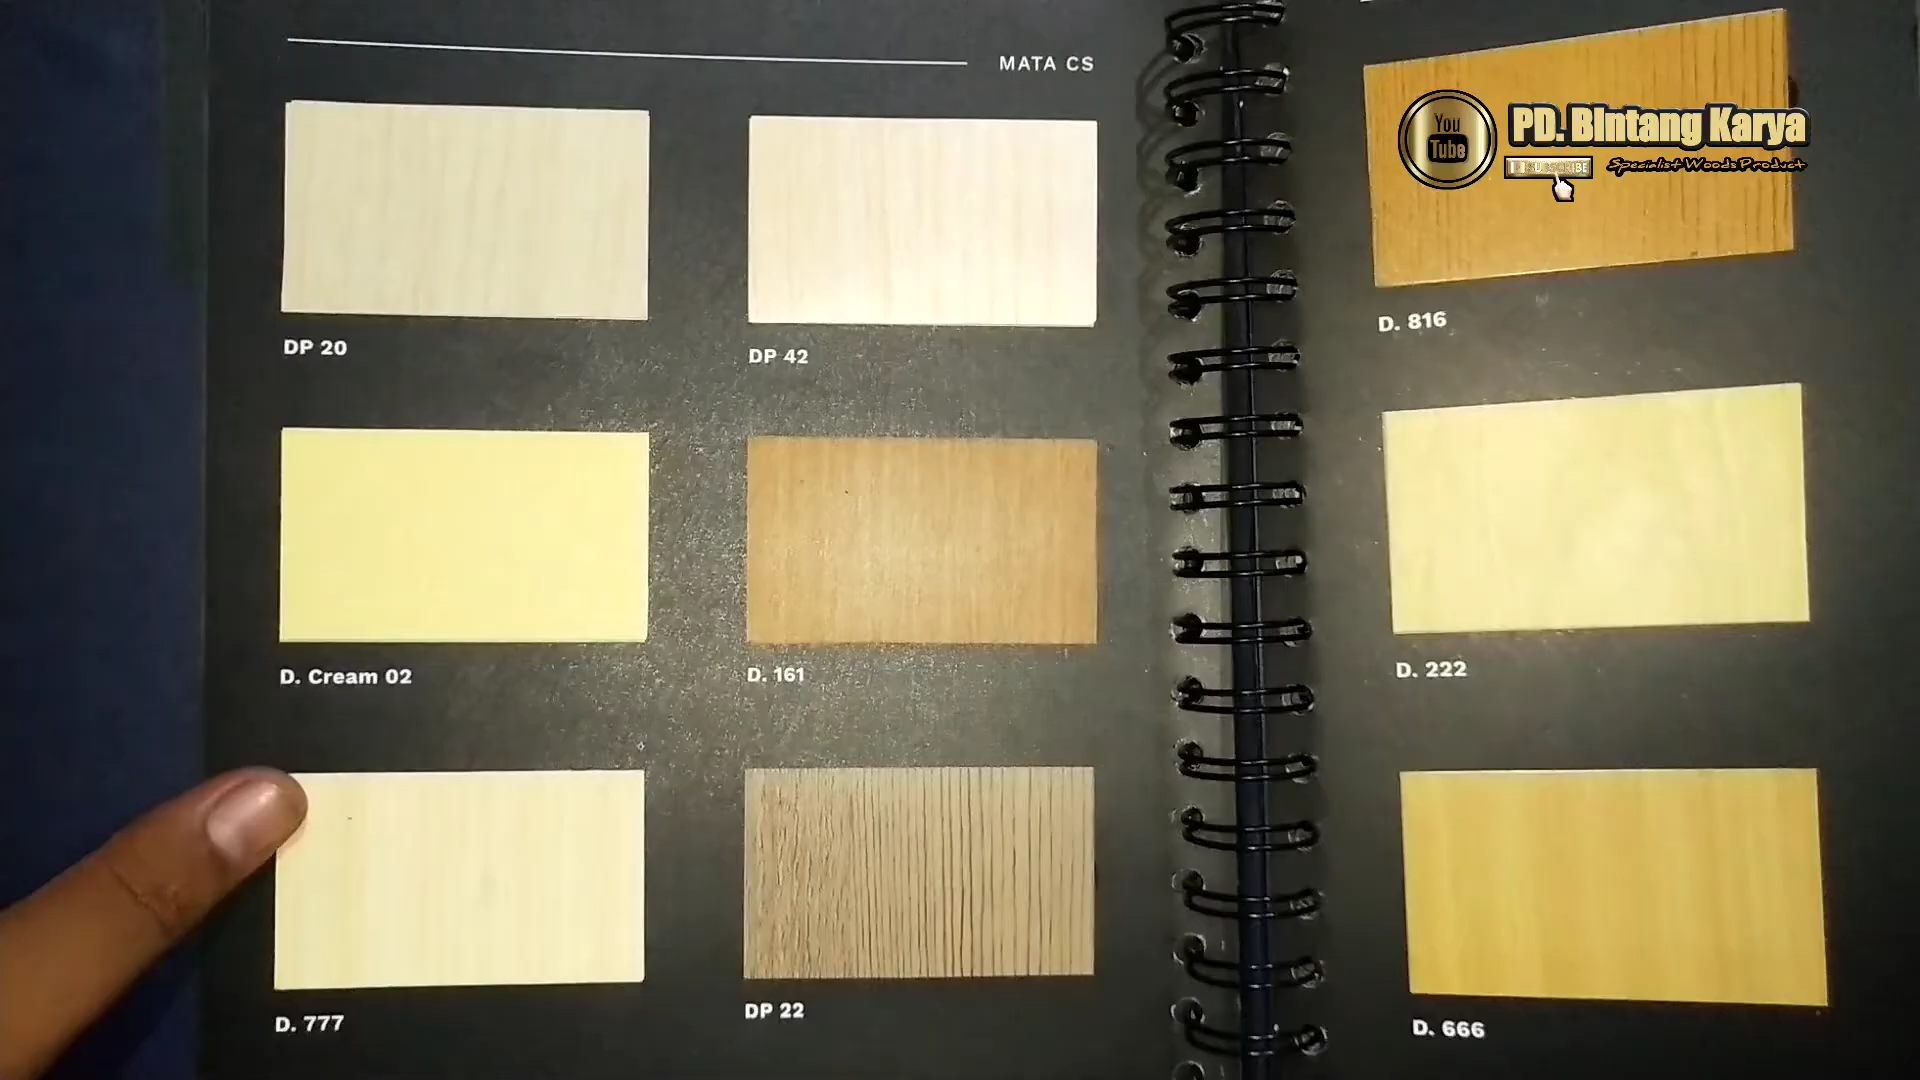 MATA CS
DP 20
DP 42
D. Cream 02
D. 161
D. 777
DP 22
You
Tube
PD. BIntang Karya
SUBSCRIBE
Specialist Woods Product
D. 816
D. 222
D. 666